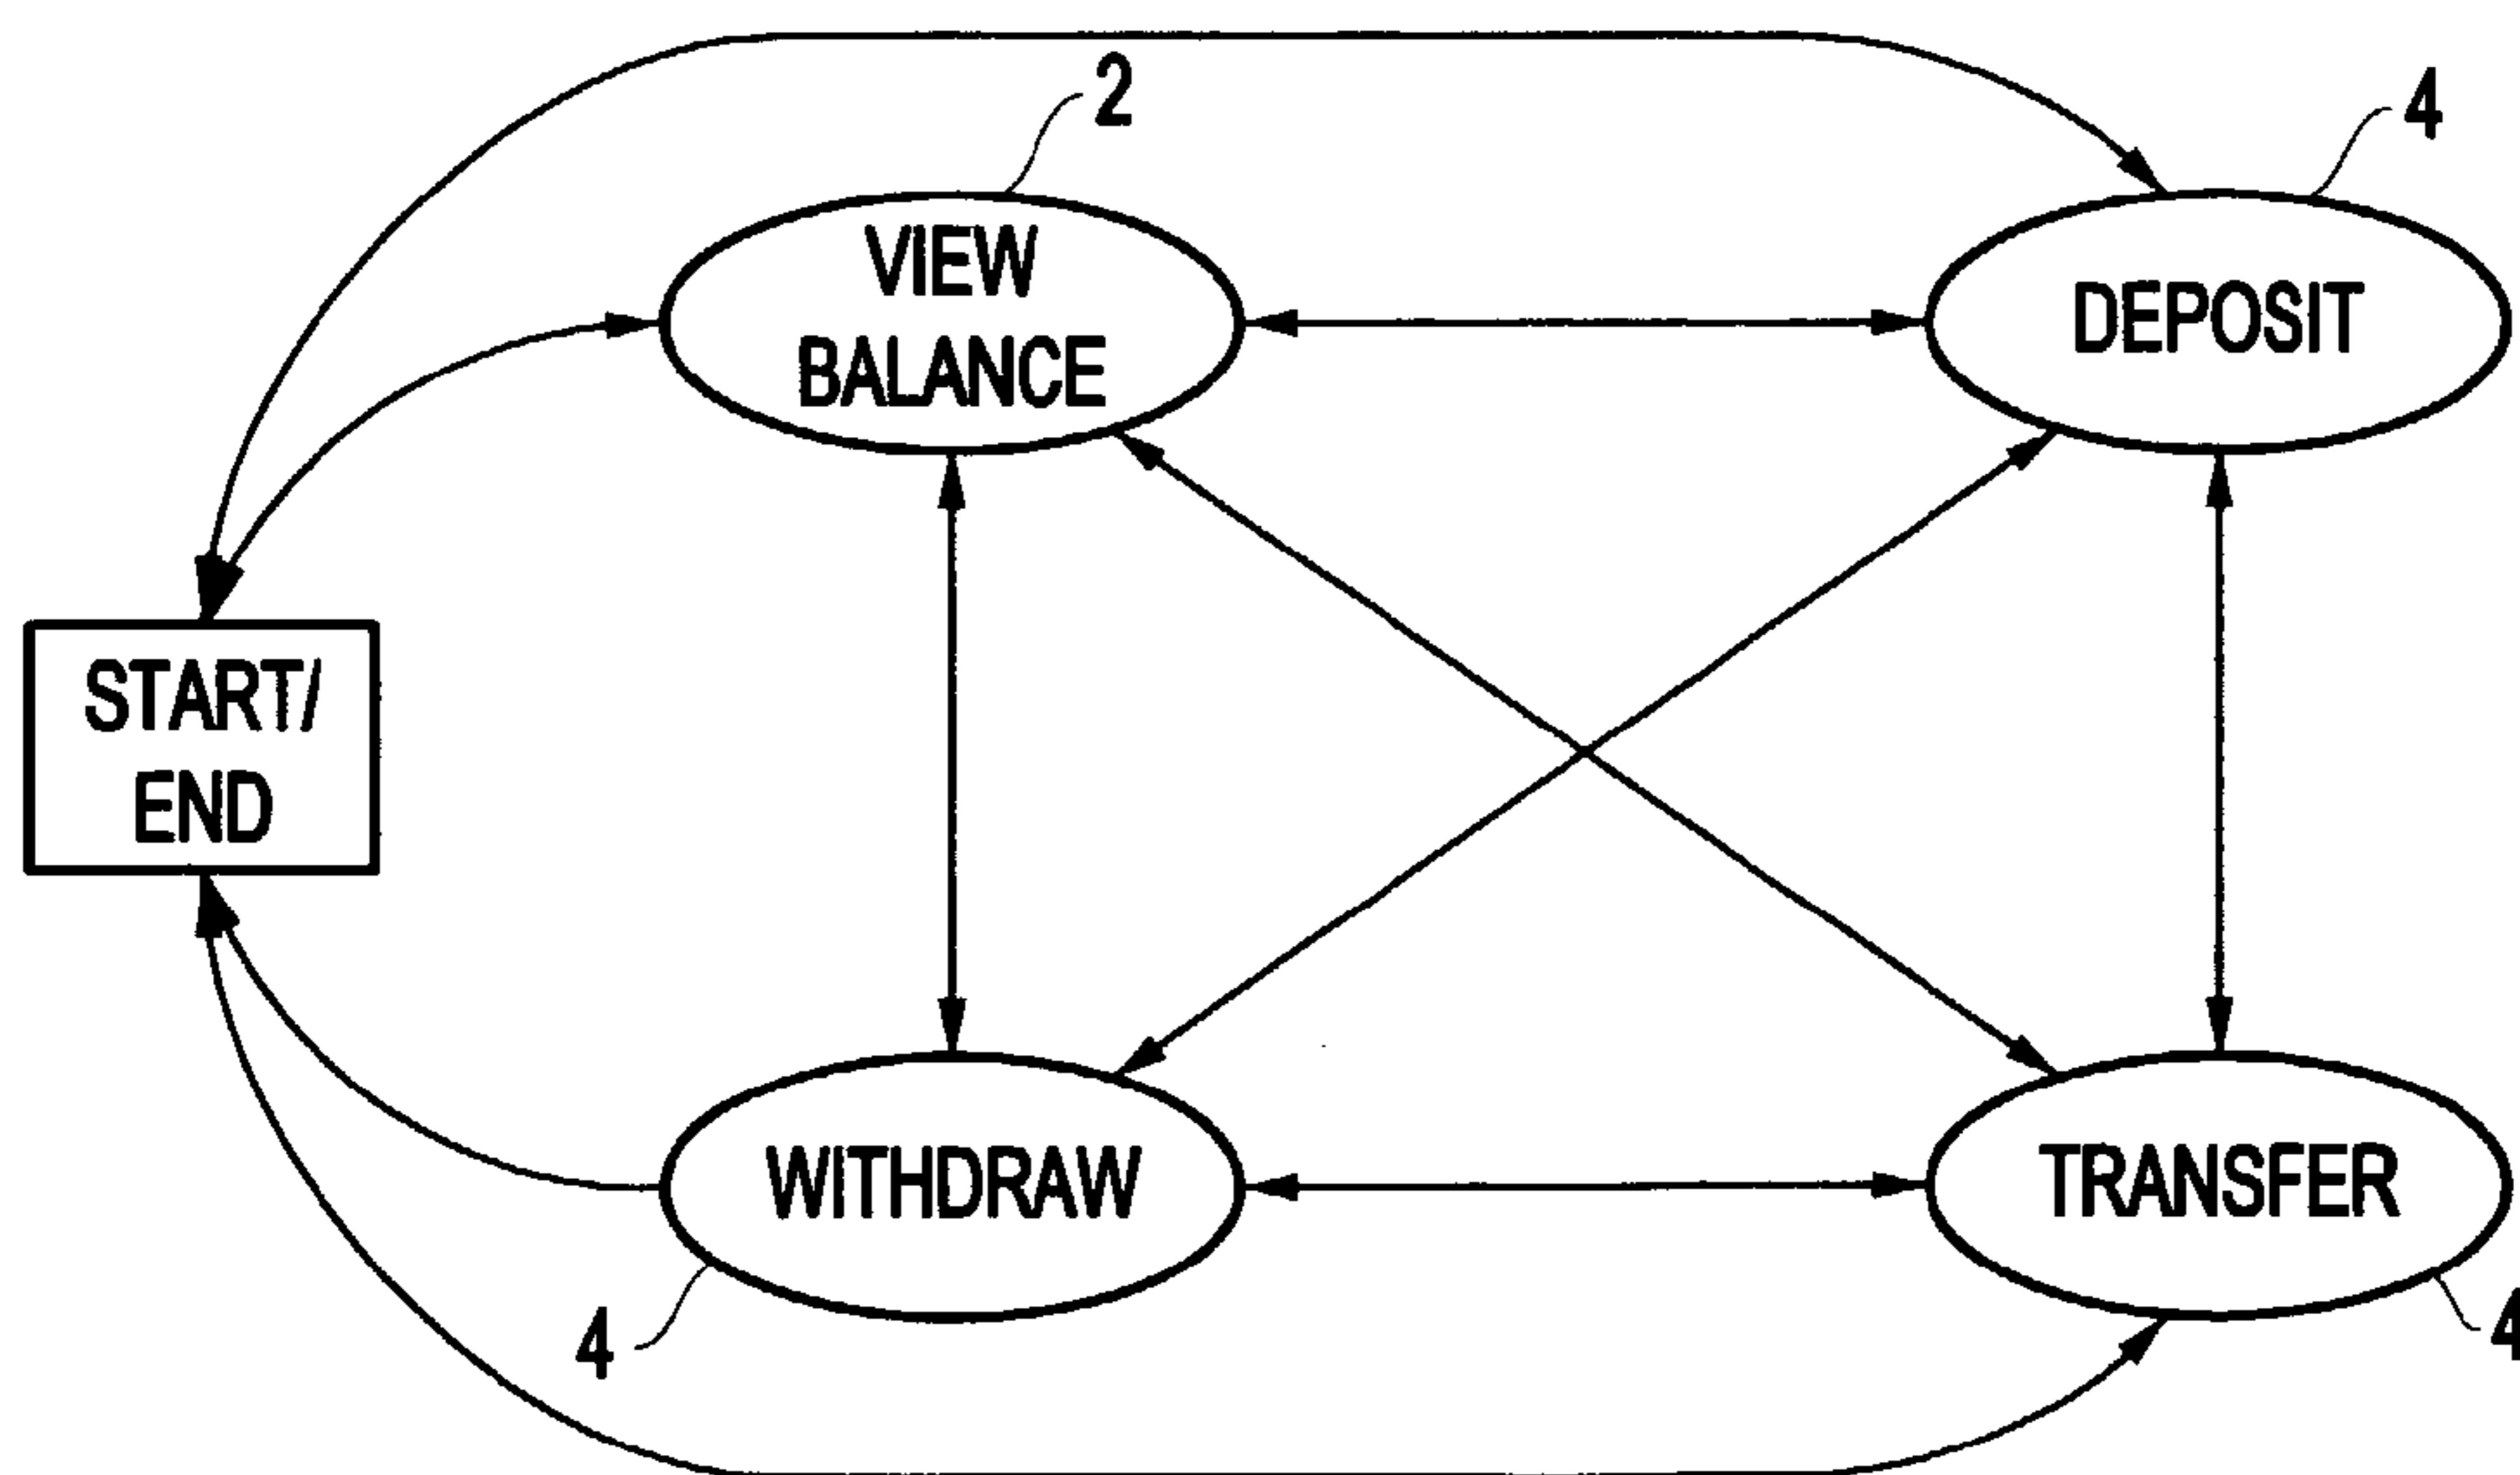 2
4
VIEW
BALANCE
DEPOSIT
START/
END
WITHDRAW
TRANSFER
4
4